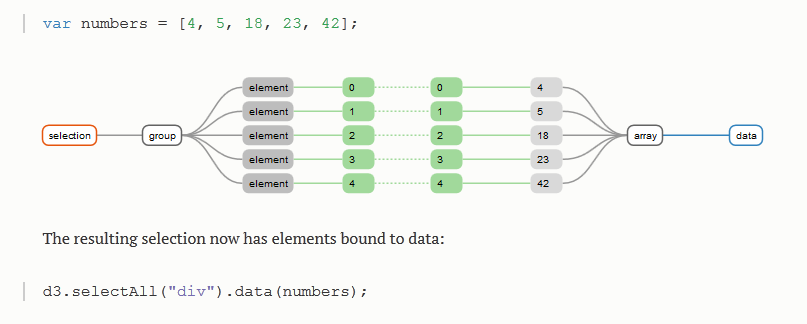 var numbers = [4, 5, 18, 23, 42];
element 0 0 4
element 1 1 5
selection group element 2 2 18 array data
element 3 3 23
element 4 4 42
The resulting selection now has elements bound to data:
d3.selectAll("div").data(numbers);